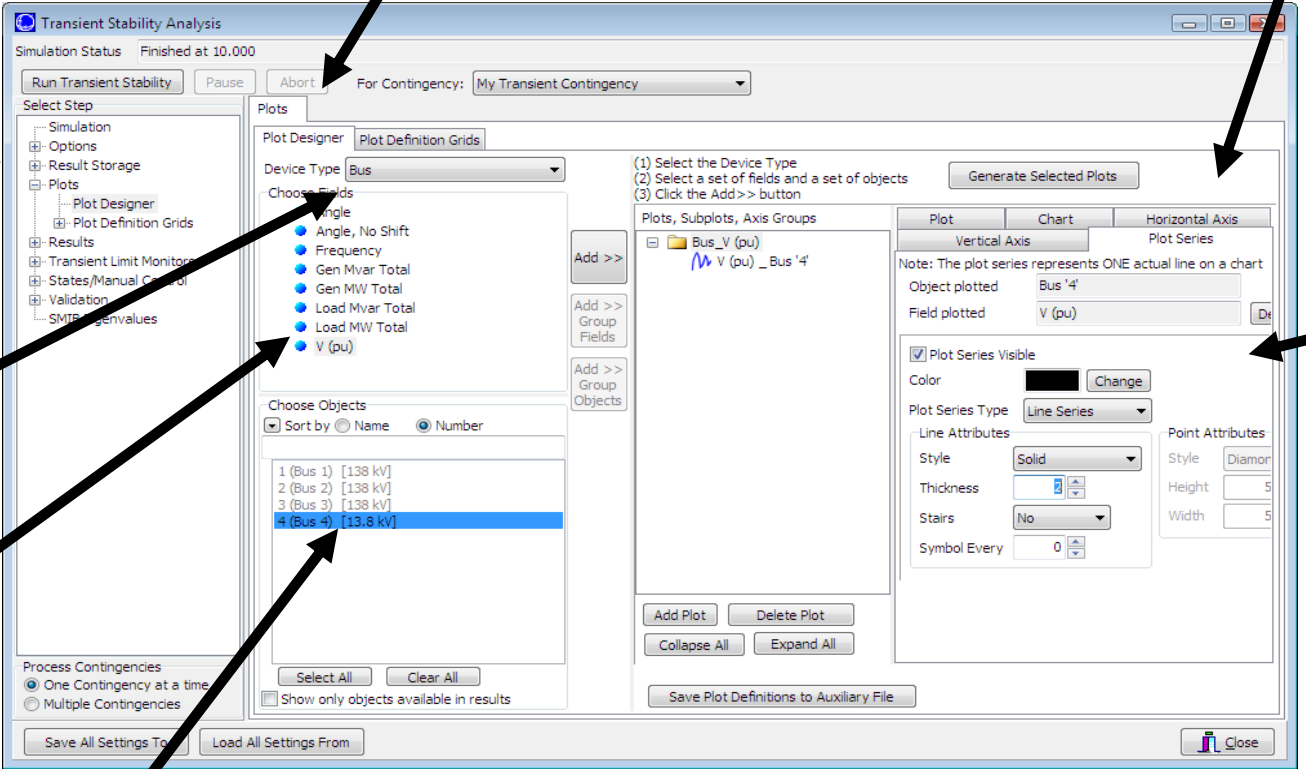 Transient Stability Analysis
Simulation Status Finished at 10.000
Run Transient Stability Pause Abort For Contingency: My Transient Contingency
Select Step
Simulation
Options
Result Storage
Plots
Plot Designer
Plot Definition Grids
Results
Transient Limit Monitors
States/Manual Control
Validation
SMIB Eigenvalues
Process Contingencies
One Contingency at a time
Multiple Contingencies
Plots
Plot Designer Plot Definition Grids
Device Type Bus
Choose Fields
Angle
Angle, No Shift
Frequency
Gen Mvar Total
Gen MW Total
Load Mvar Total
Load MW Total
V (pu)
Choose Objects
Sort by Name Number
1 (Bus 1) [138 kV]
2 (Bus 2) [138 kV]
3 (Bus 3) [138 kV]
4 (Bus 4) [13.8 kV]
Select All Clear All
Show only objects available in results
Add >>
Add >>
Group
Fields
Add >>
Group
Objects
(1) Select the Device Type
(2) Select a set of fields and a set of objects
(3) Click the Add>> button
Generate Selected Plots
Plots, Subplots, Axis Groups
Bus_V (pu)
V (pu) _Bus '4'
Add Plot Delete Plot
Collapse All Expand All
Save Plot Definitions to Auxiliary File
Plot Chart Horizontal Axis
Vertical Axis Plot Series
Note: The plot series represents ONE actual line on a chart
Object plotted Bus '4'
Field plotted V (pu) De
Plot Series Visible
Color Change
Plot Series Type Line Series
Line Attributes
Style Solid
Thickness 2
Stairs No
Symbol Every 0
Point Attributes
Style Diamon
Height 5
Width 5
Save All Settings To Load All Settings From Close